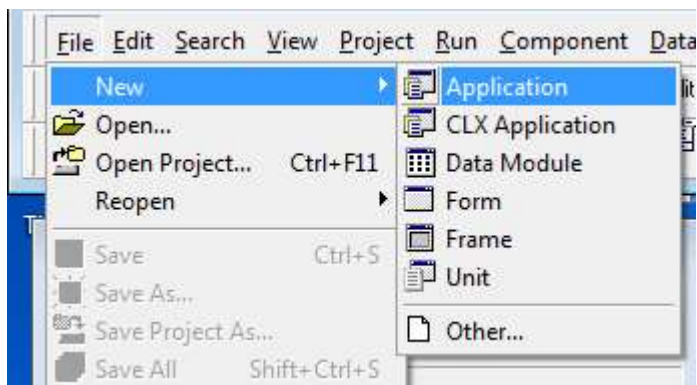 File Edit Search View Project Run Component Data
New
Open...
Open Project... Ctrl+F11
Reopen
Save Ctrl+S
Save As...
Save Project As...
Save All Shift+Ctrl+S
Application
CLX Application
Data Module
Form
Frame
Unit
Other...